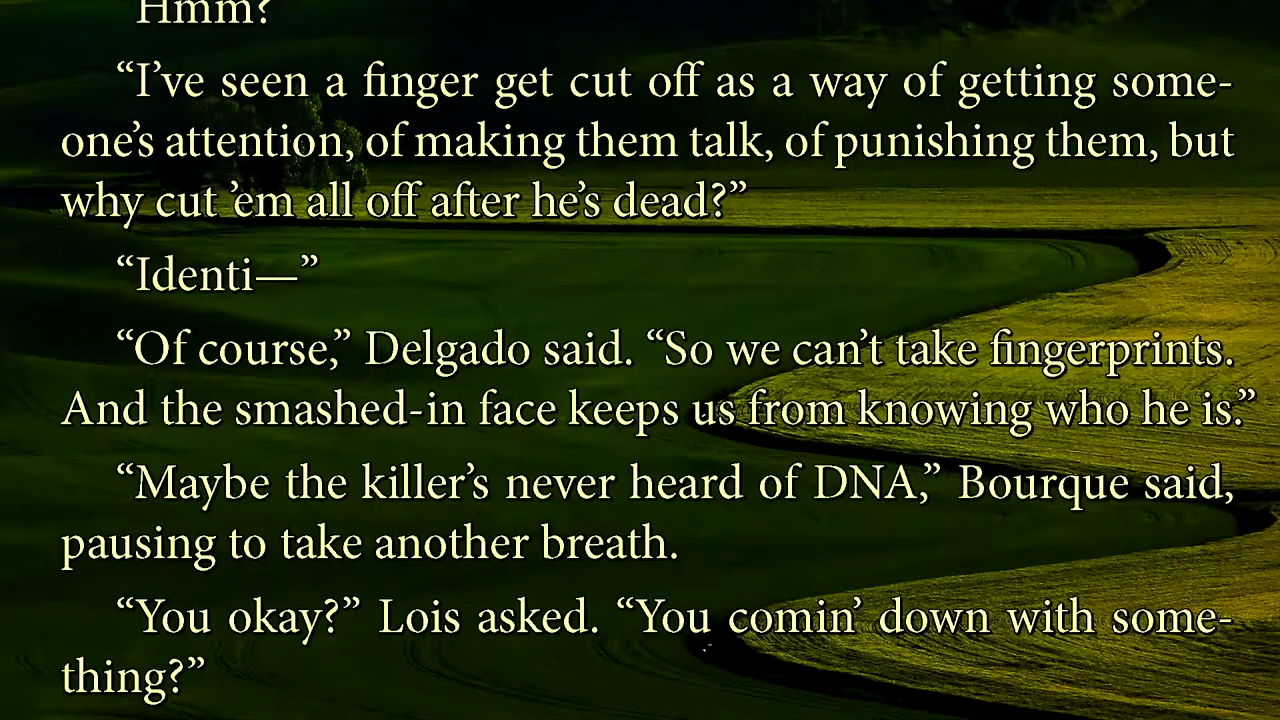 Hmm?
“I’ve seen a finger get cut off as a way of getting some-
one’s attention, of making them talk, of punishing them, but
why cut ’em all off after he’s dead?”
“Identi—”
“Of course,” Delgado said. “So we can’t take fingerprints.
And the smashed-in face keeps us from knowing who he is.”
“Maybe the killer’s never heard of DNA,” Bourque said,
pausing to take another breath.
“You okay?” Lois asked. “You comin’ down with some-
thing?”